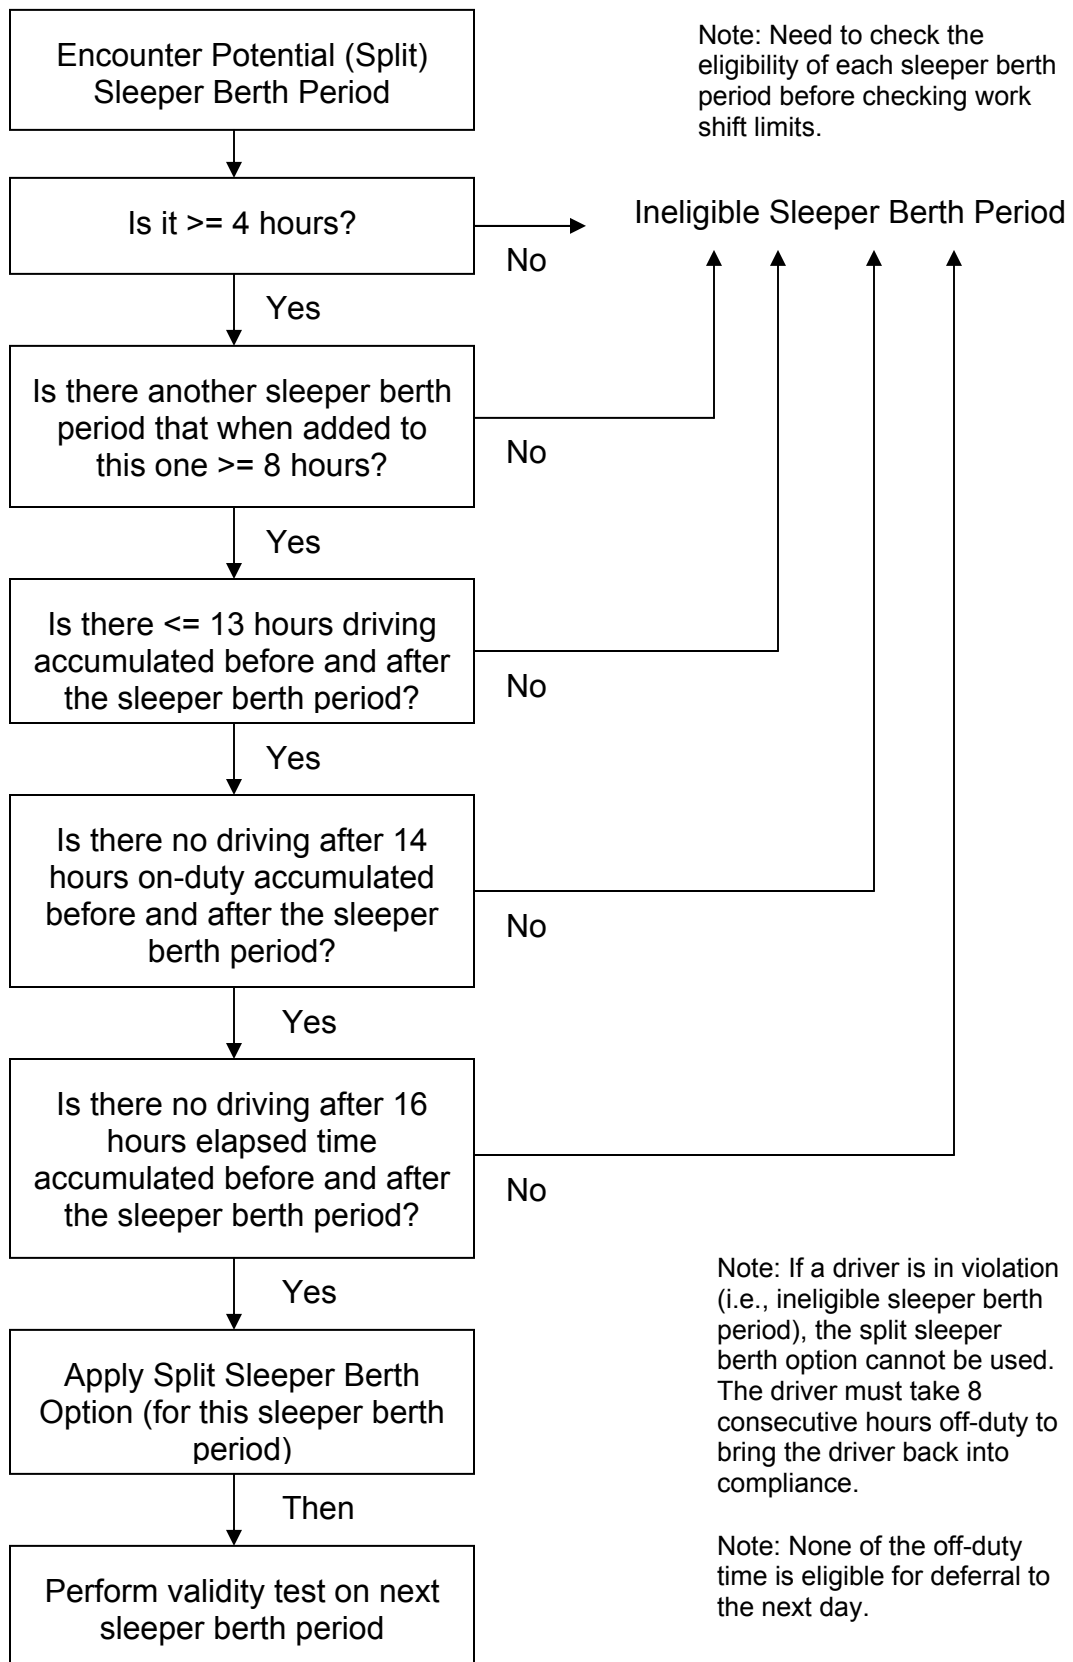 Encounter Potential (Split)
Sleeper Berth Period
Note: Need to check the
eligibility of each sleeper berth
period before checking work
shift limits.
Is it >= 4 hours?
No
Ineligible Sleeper Berth Period
Yes
Is there another sleeper berth
period that when added to
this one >= 8 hours?
No
Yes
Is there <= 13 hours driving
accumulated before and after
the sleeper berth period?
No
Yes
Is there no driving after 14
hours on-duty accumulated
before and after the sleeper
berth period?
No
Yes
Is there no driving after 16
hours elapsed time
accumulated before and after
the sleeper berth period?
No
Yes
Apply Split Sleeper Berth
Option (for this sleeper berth
period)
Then
Perform validity test on next
sleeper berth period
Note: If a driver is in violation
(i.e., ineligible sleeper berth
period), the split sleeper
berth option cannot be used.
The driver must take 8
consecutive hours off-duty to
bring the driver back into
compliance.
Note: None of the off-duty
time is eligible for deferral to
the next day.